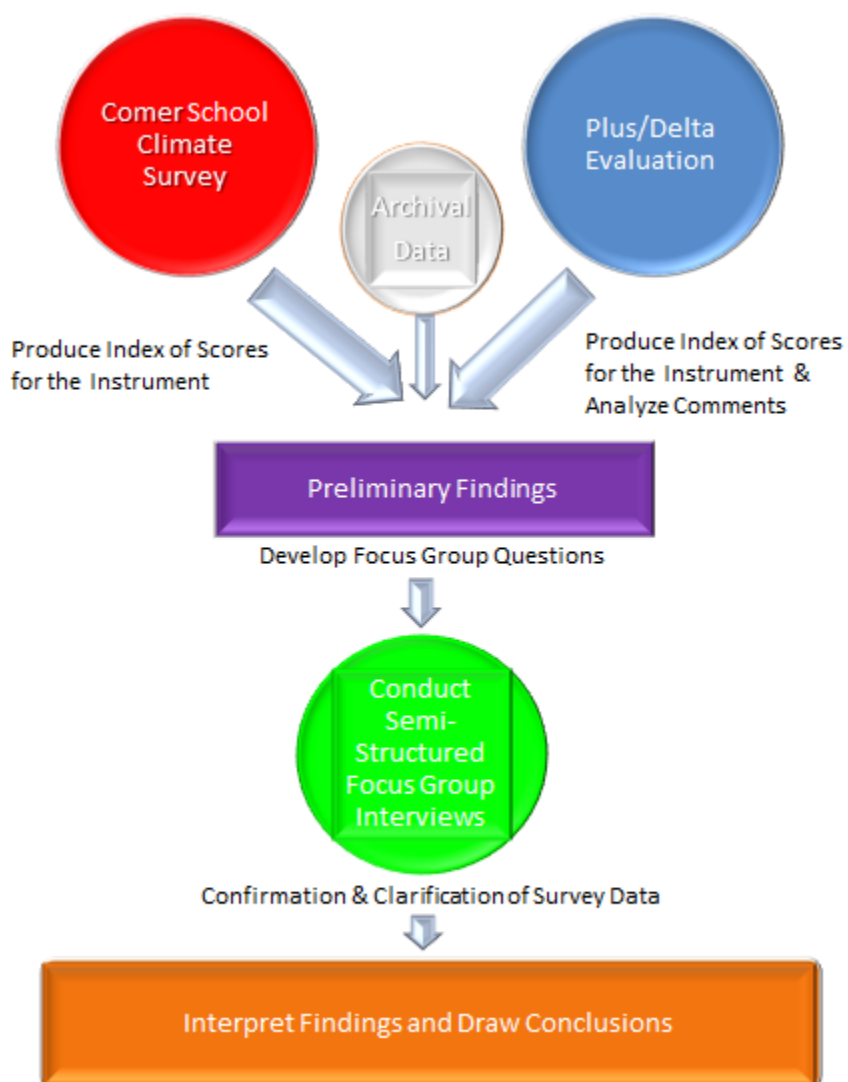 Comer School
Climate
Survey
Archival
Data
Plus/Delta
Evaluation
Produce Index of Scores
for the Instrument
Produce Index of Scores
for the Instrument &
Analyze Comments
Preliminary Findings
Develop Focus Group Questions
Conduct
Semi-
Structured
Focus Group
Interviews
Confirmation & Clarification of Survey Data
Interpret Findings and Draw Conclusions